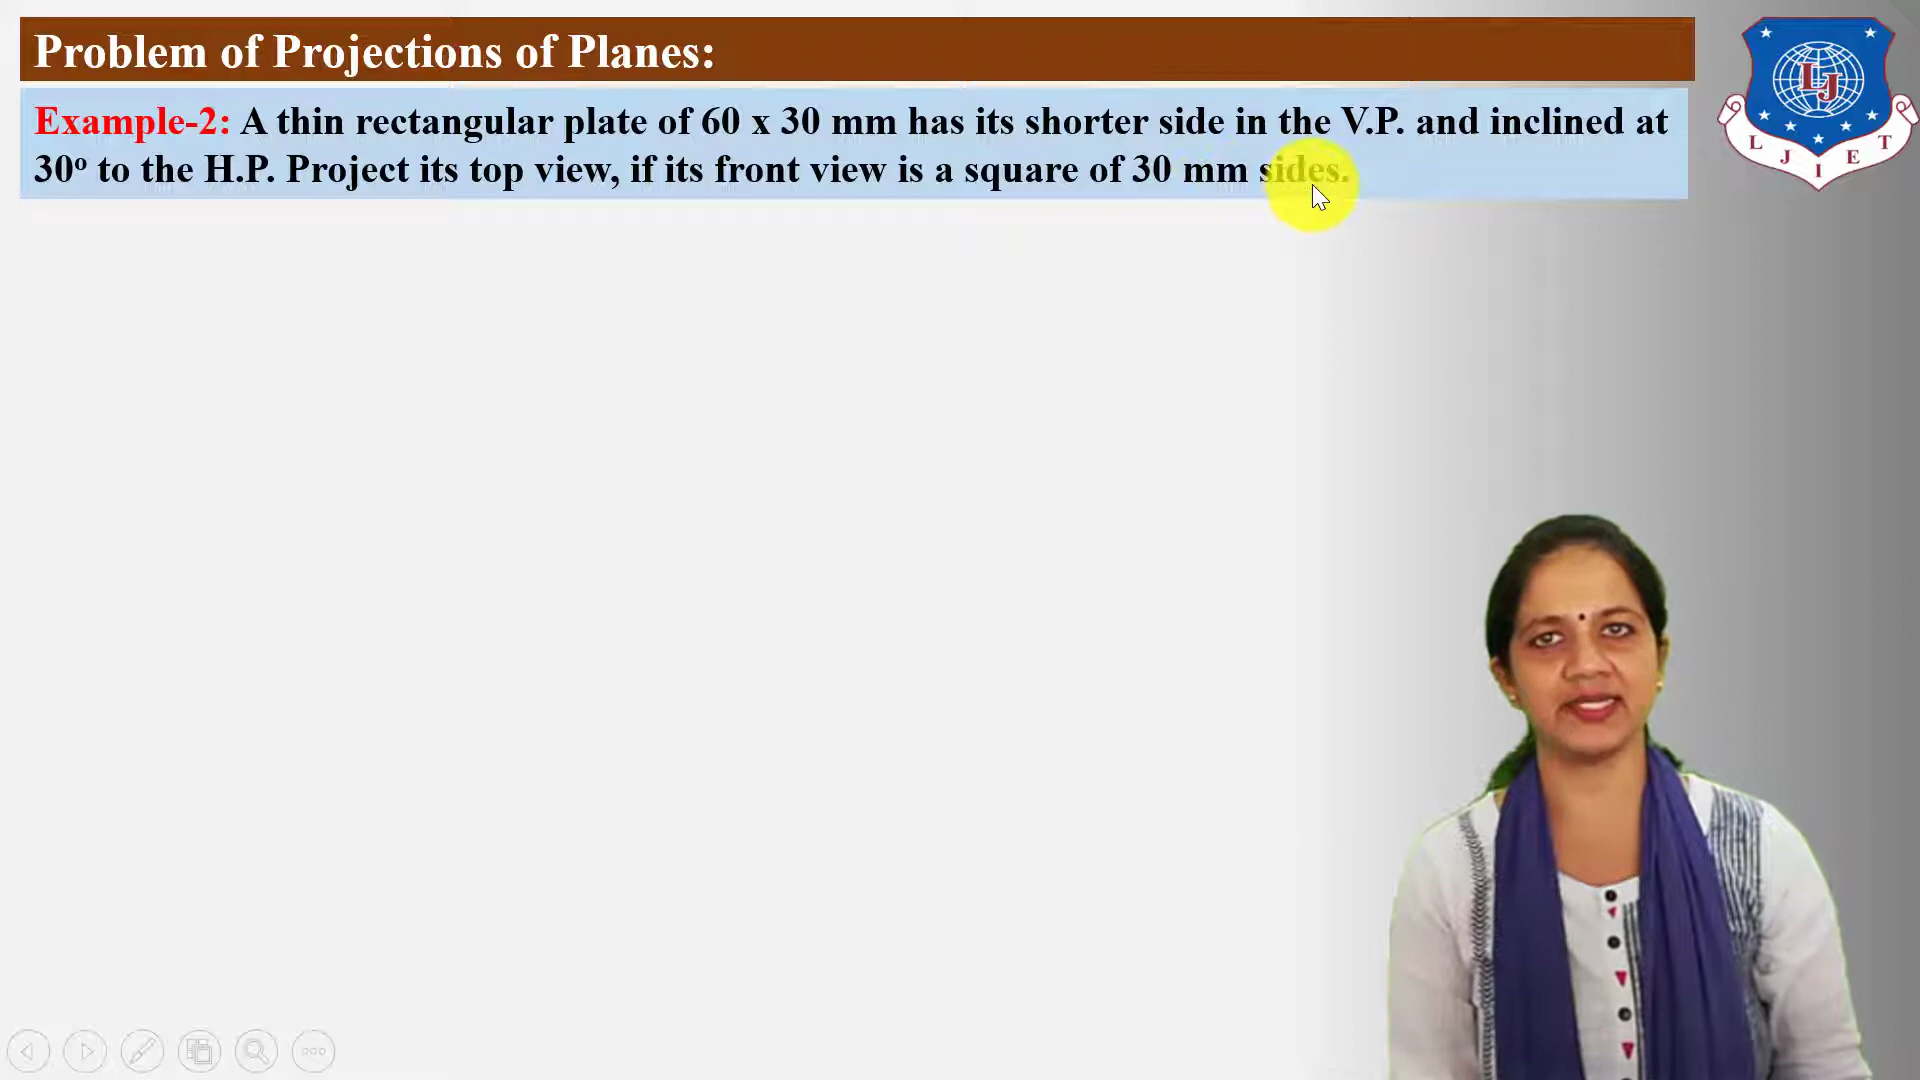 Problem of Projections of Planes:
Example-2: A thin rectangular plate of 60 x 30 mm has its shorter side in the V.P. and inclined at
30º to the H.P. Project its top view, if its front view is a square of 30 mm sides.
LJ
L J I E T